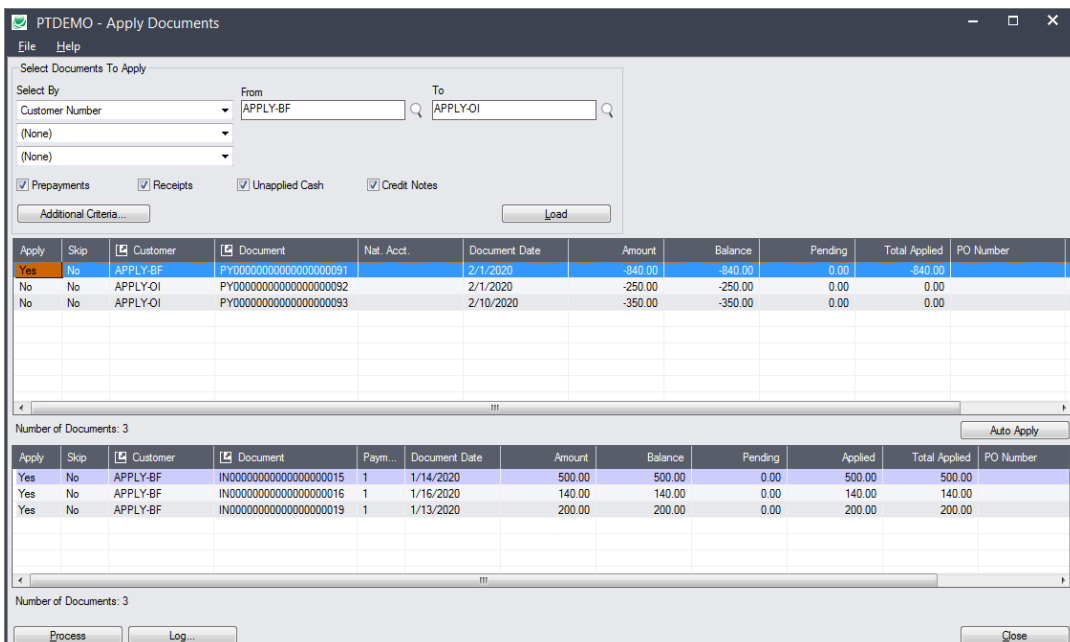 PTDEMO - Apply Documents
File Help
Select Documents To Apply
Select By From To
Customer Number APPLY-BF APPLY-OI
(None)
(None)
Prepayments Receipts Unapplied Cash Credit Notes
Additional Criteria... Load
Apply Skip Customer Document Nat. Acct. Document Date Amount Balance Pending Total Applied PO Number
Yes No APPLY-BF PY00000000000000000091 2/1/2020 -840.00 -840.00 0.00 -840.00
No No APPLY-OI PY00000000000000000092 2/1/2020 -250.00 -250.00 0.00 0.00
No No APPLY-OI PY00000000000000000093 2/10/2020 -350.00 -350.00 0.00 0.00
Number of Documents: 3 Auto Apply
Apply Skip Customer Document Paym... Document Date Amount Balance Pending Applied Total Applied PO Number
Yes No APPLY-BF IN00000000000000000015 1 1/14/2020 500.00 500.00 0.00 500.00 500.00
Yes No APPLY-BF IN00000000000000000016 1 1/16/2020 140.00 140.00 0.00 140.00 140.00
Yes No APPLY-BF IN00000000000000000019 1 1/13/2020 200.00 200.00 0.00 200.00 200.00
Number of Documents: 3
Process Log... Close